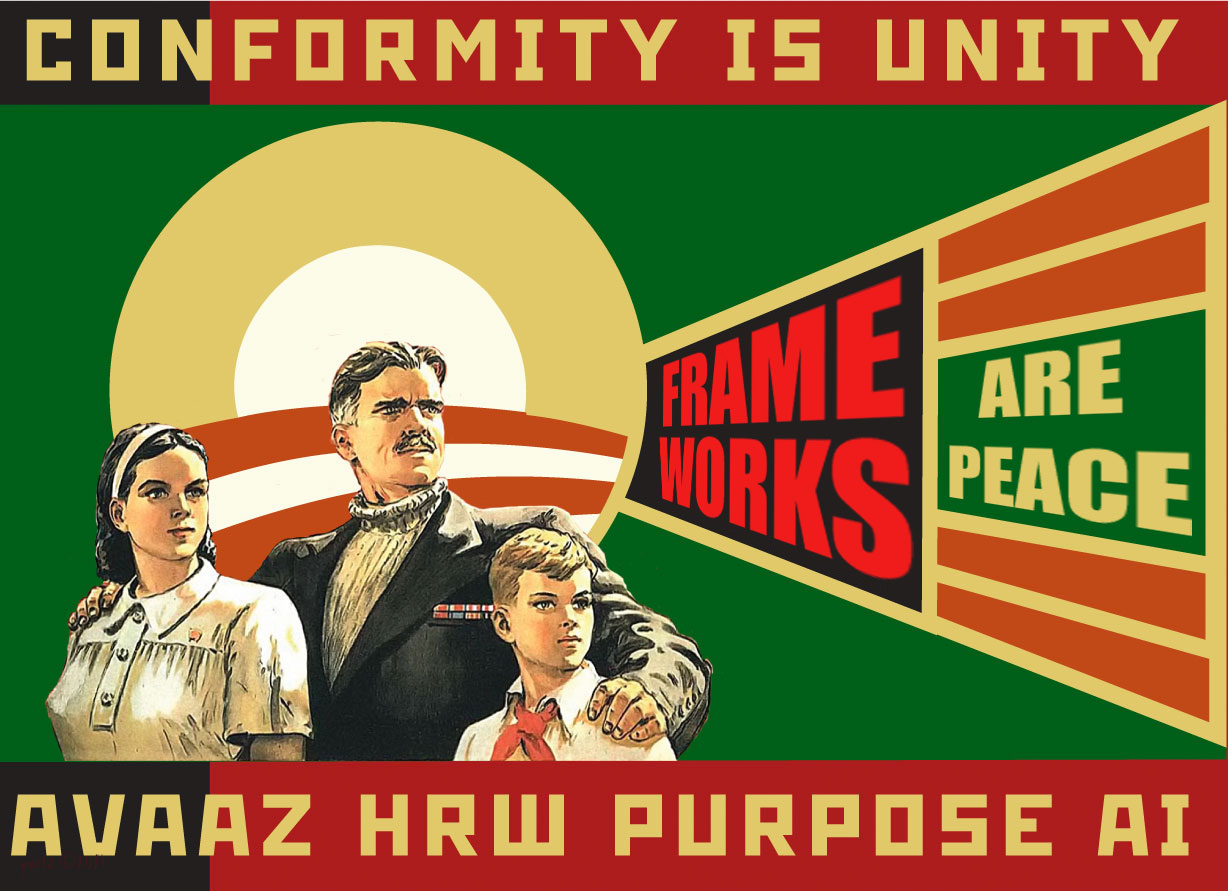 CONFORMITY IS UNITY
FRAME
WORKS
ARE
PEACE
AVAAZ HRW PURPOSE AI